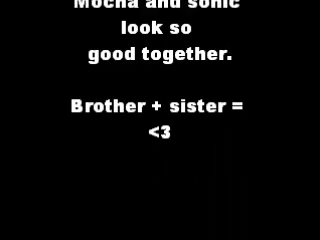 Mocha and sonic
look so
good together.
Brother + sister =
<3